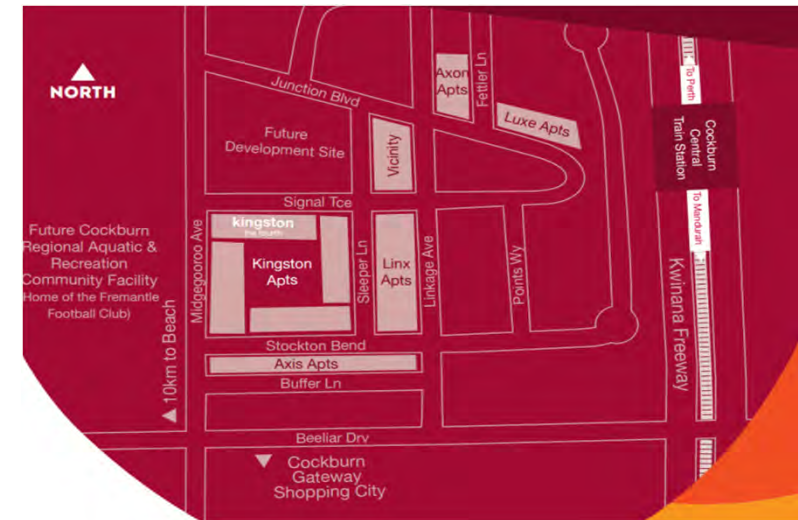 NORTH
Junction Blvd
Axon
Apts
Fettler Ln
Luxe Apts
To Perth
Cockburn
Central
Train Station
To Mandurah
Future
Development Site
Vicinity
Signal Tce
kingston
the fourth
Kingston
Apts
Future Cockburn
Regional Aquatic &
Recreation
Community Facility
(Home of the Fremantle
Football Club)
Midgegooroo Ave
Sleeper Ln
Linx
Apts
Linkage Ave
Points Wy
Kwinana Freeway
10km to Beach
Stockton Bend
Axis Apts
Buffer Ln
Beeliar Drv
Cockburn
Gateway
Shopping City